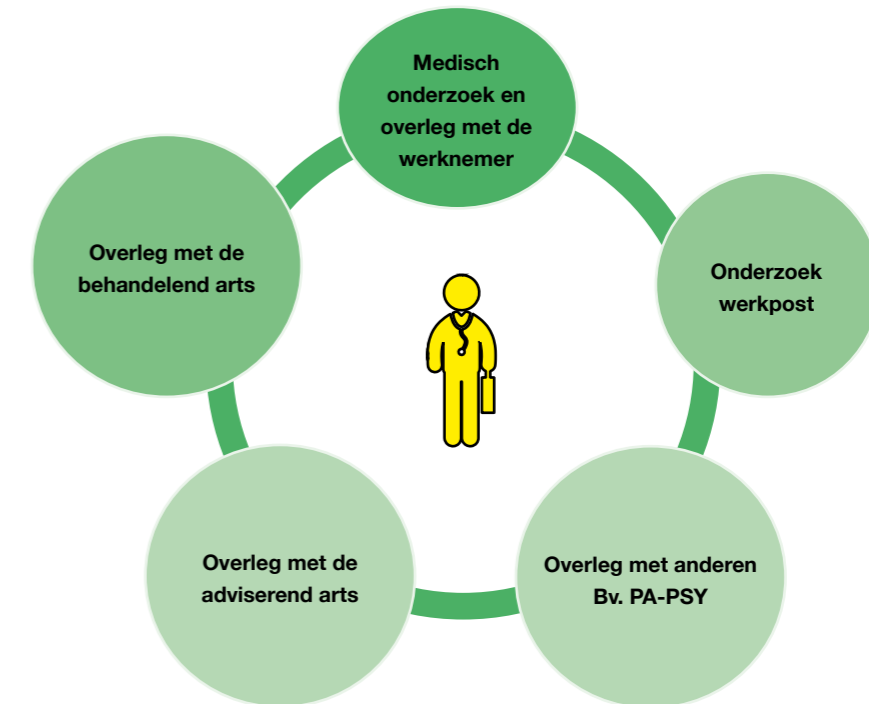 Medisch
onderzoek en
overleg met de
werknemer
Overleg met de
behandelend arts
Onderzoek
werkpost
Overleg met de
adviserend arts
Overleg met anderen
Bv. PA-PSY